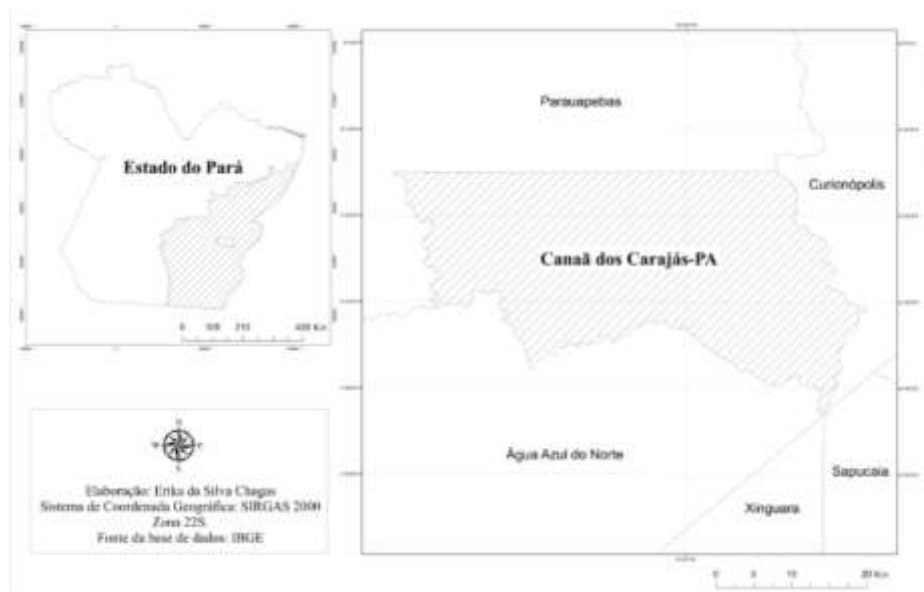 Estado do Pará
0 105 210 420 Km
Parauapebas
Curionópolis
Canaã dos Carajás-PA
Água Azul do Norte
Sapucaia
Xinguara
0 5 10 20 Km
Elaboração: Erika da Silva Chagas
Sistema de Coordenada Geográfica: SIRGAS 2000
Zona 22S.
Fonte da base de dados: IBGE